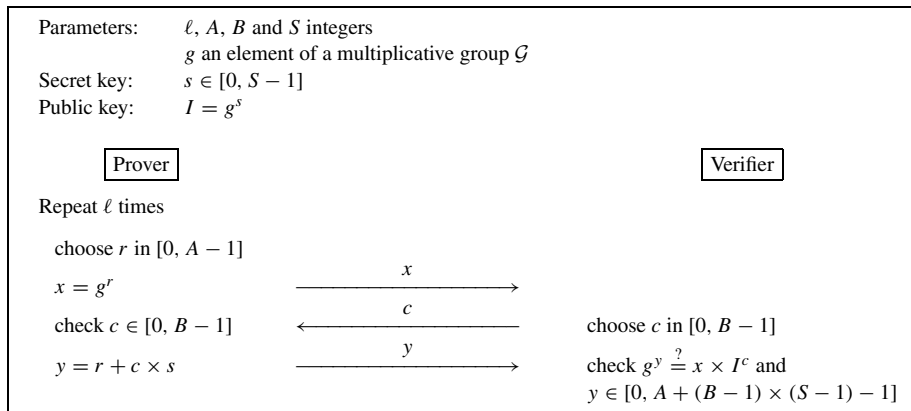 Parameters: ℓ, A, B and S integers
g an element of a multiplicative group 𝒢
Secret key: s ∈ [0, S − 1]
Public key: I = g^s
Prover Verifier
Repeat ℓ times
choose r in [0, A − 1]
x = g^r x
check c ∈ [0, B − 1] c choose c in [0, B − 1]
y = r + c × s y check g^y ?= x × I^c and
y ∈ [0, A + (B − 1) × (S − 1) − 1]